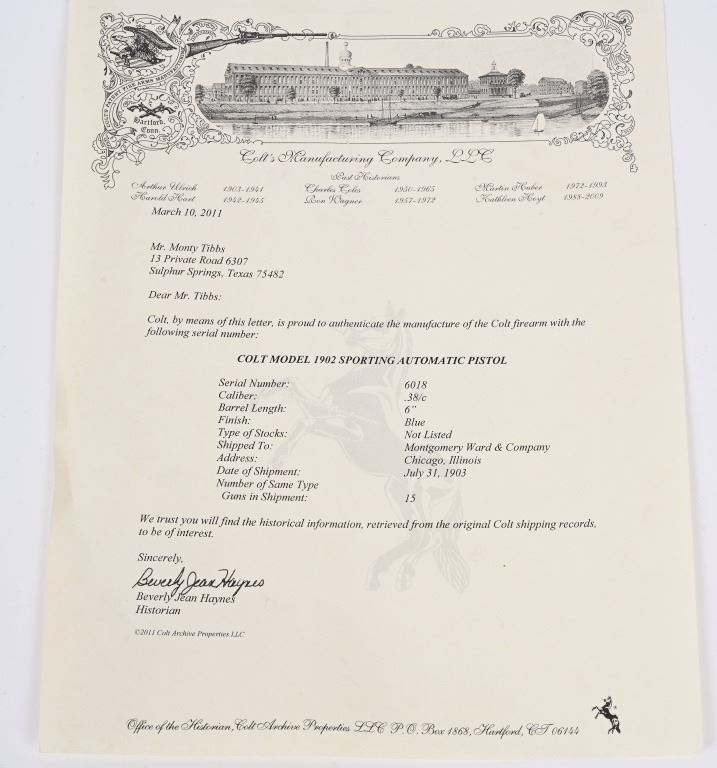 COLT'S PATENT FIRE ARMS MANUFACTURING
Hartford,
Conn.
Colt's Manufacturing Company, LLC
Past Historians
Arthur Ulrich 1903-1941 Charles Coles 1950-1965 Martin Huber 1972-1993
Harold Hart 1942-1945 Ron Wagner 1957-1972 Kathleen Hoyt 1988-2009
March 10, 2011
Mr. Monty Tibbs
13 Private Road 6307
Sulphur Springs, Texas 75482
Dear Mr. Tibbs:
Colt, by means of this letter, is proud to authenticate the manufacture of the Colt firearm with the
following serial number:
COLT MODEL 1902 SPORTING AUTOMATIC PISTOL
Serial Number: 6018
Caliber: .38/c
Barrel Length: 6"
Finish: Blue
Type of Stocks: Not Listed
Shipped To: Montgomery Ward & Company
Address: Chicago, Illinois
Date of Shipment: July 31, 1903
Number of Same Type
Guns in Shipment: 15
We trust you will find the historical information, retrieved from the original Colt shipping records,
to be of interest.
Sincerely,
Beverly Jean Haynes
Beverly Jean Haynes
Historian
©2011 Colt Archive Properties LLC
Office of the Historian, Colt Archive Properties LLC P.O. Box 1868, Hartford, CT 06144